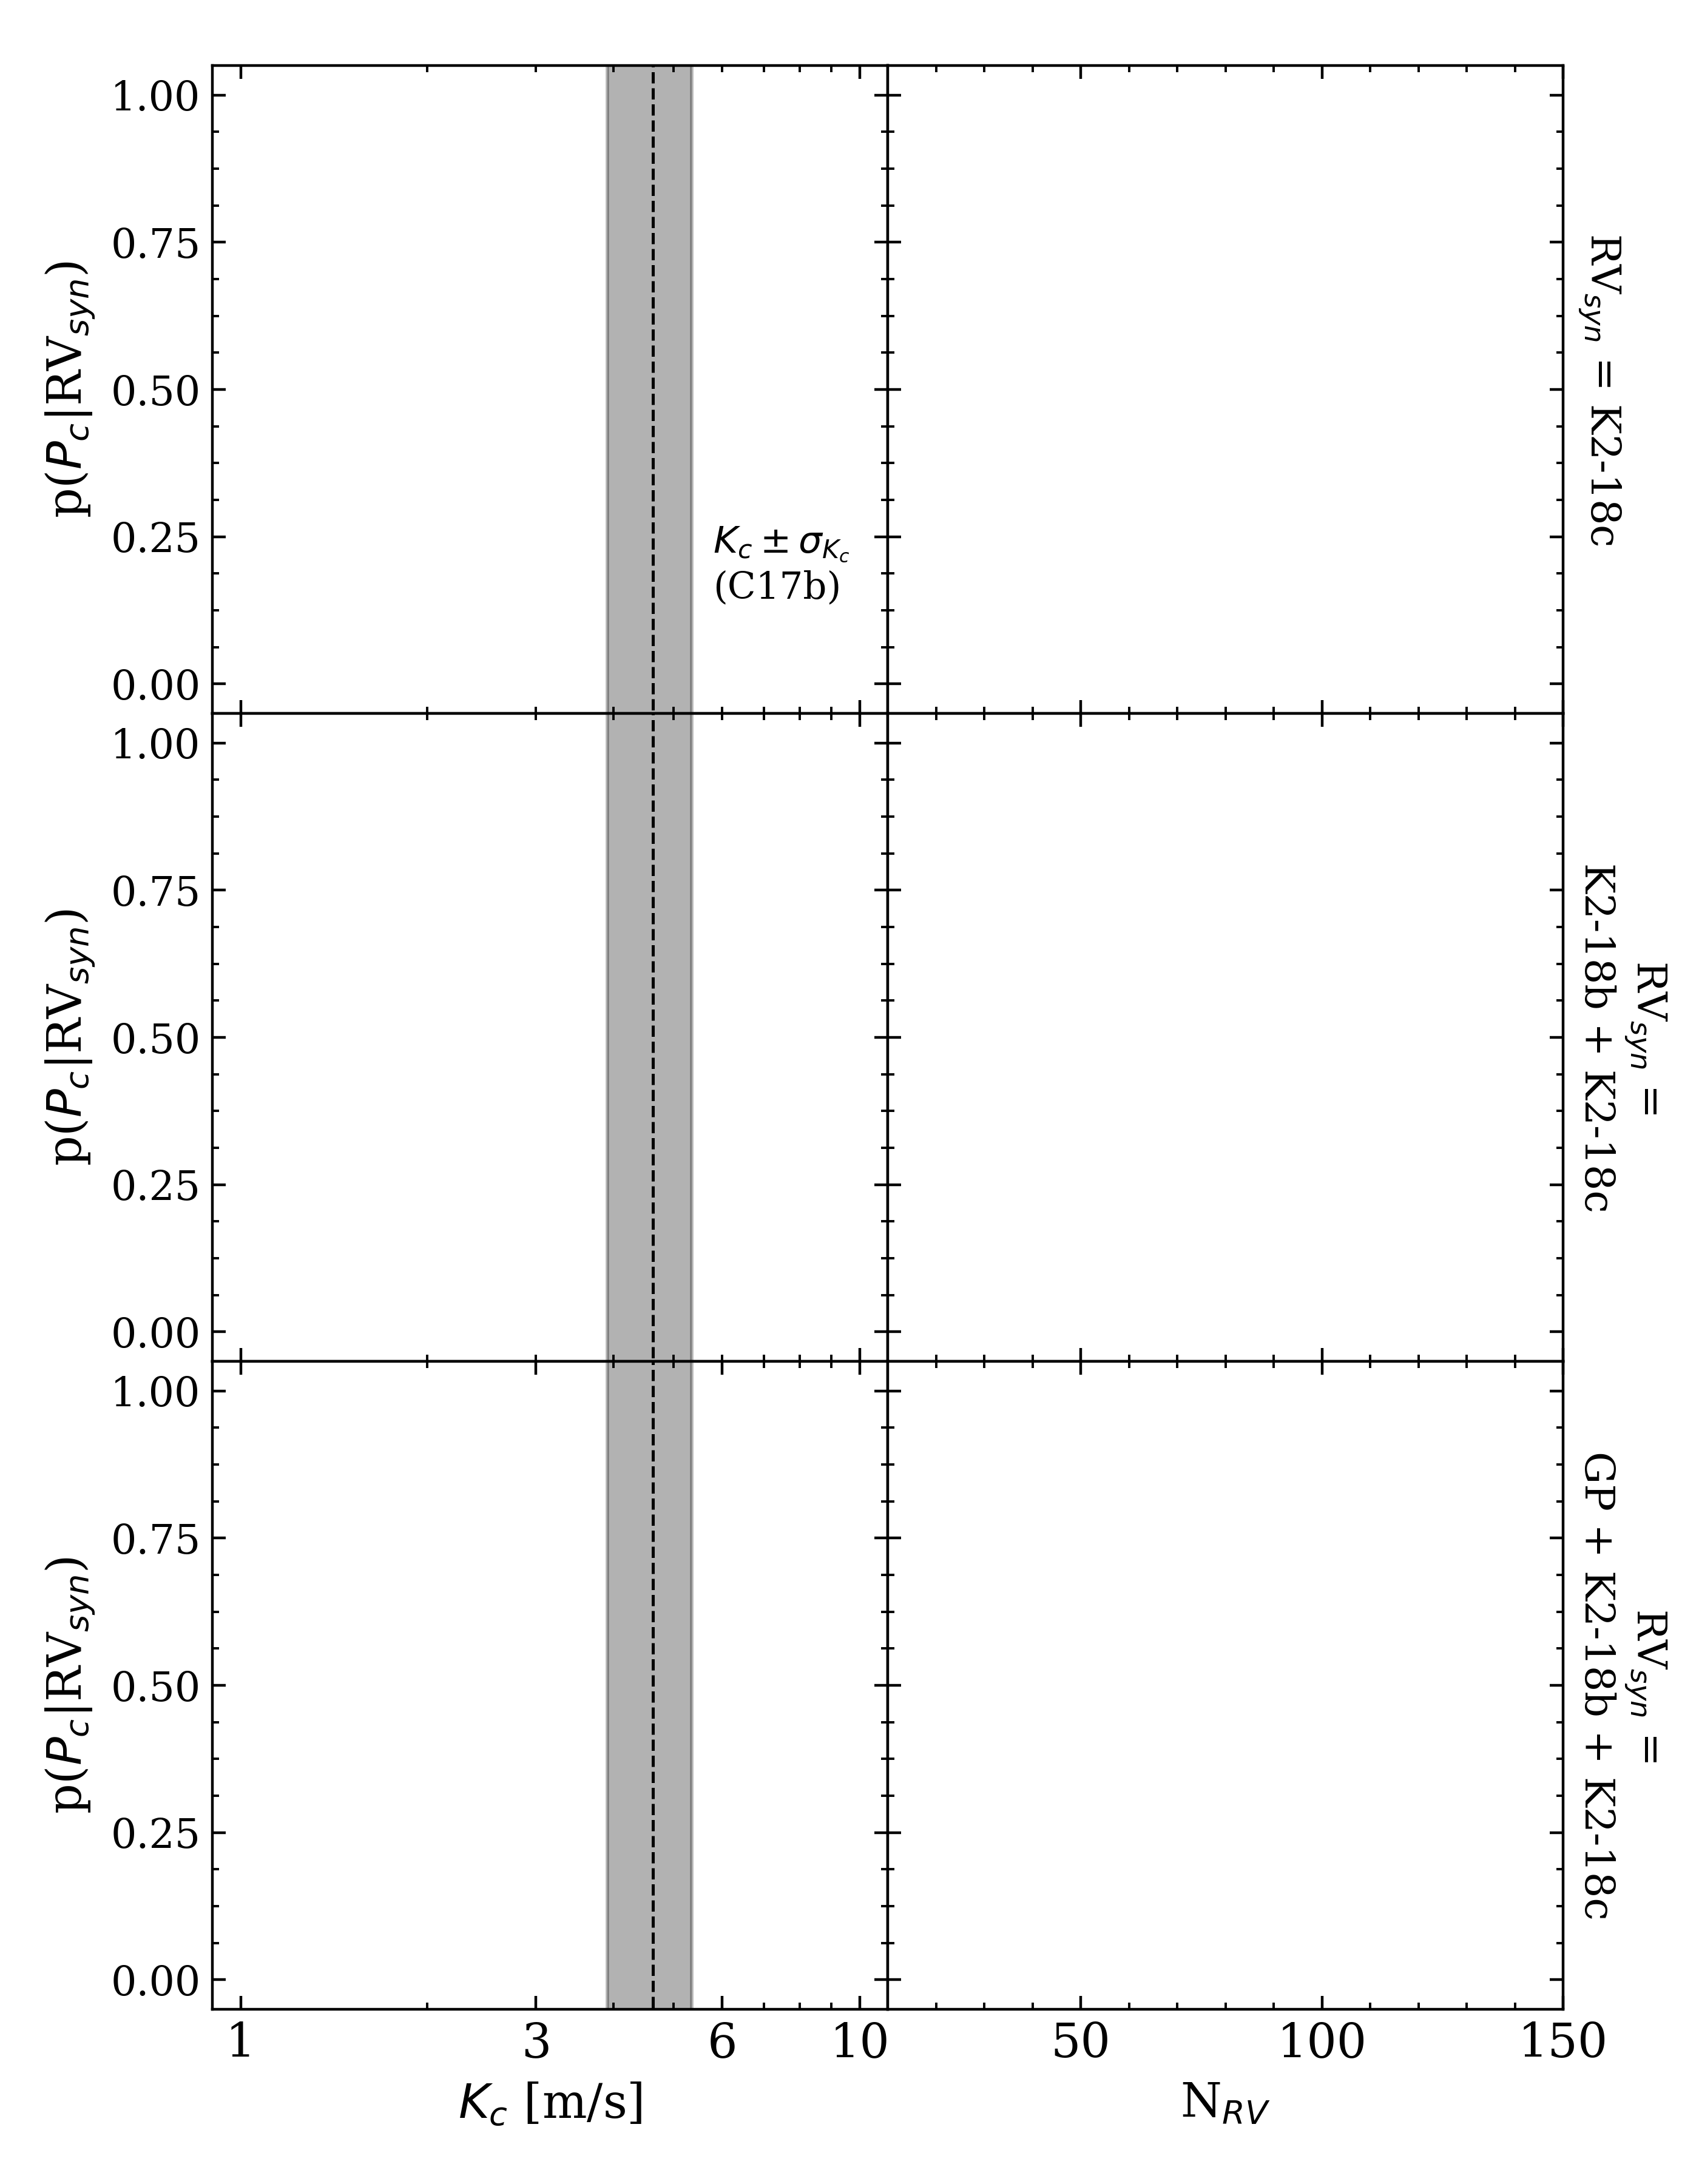 1.00
0.75
0.50
0.25
0.00
p(P_c|RV_syn)
K_c ± σ_K_c
(C17b)
RV_syn = K2-18c
1.00
0.75
0.50
0.25
0.00
p(P_c|RV_syn)
RV_syn =
K2-18b + K2-18c
1.00
0.75
0.50
0.25
0.00
p(P_c|RV_syn)
RV_syn =
GP + K2-18b + K2-18c
1 3 6 10 50 100 150
K_c [m/s]
N_RV